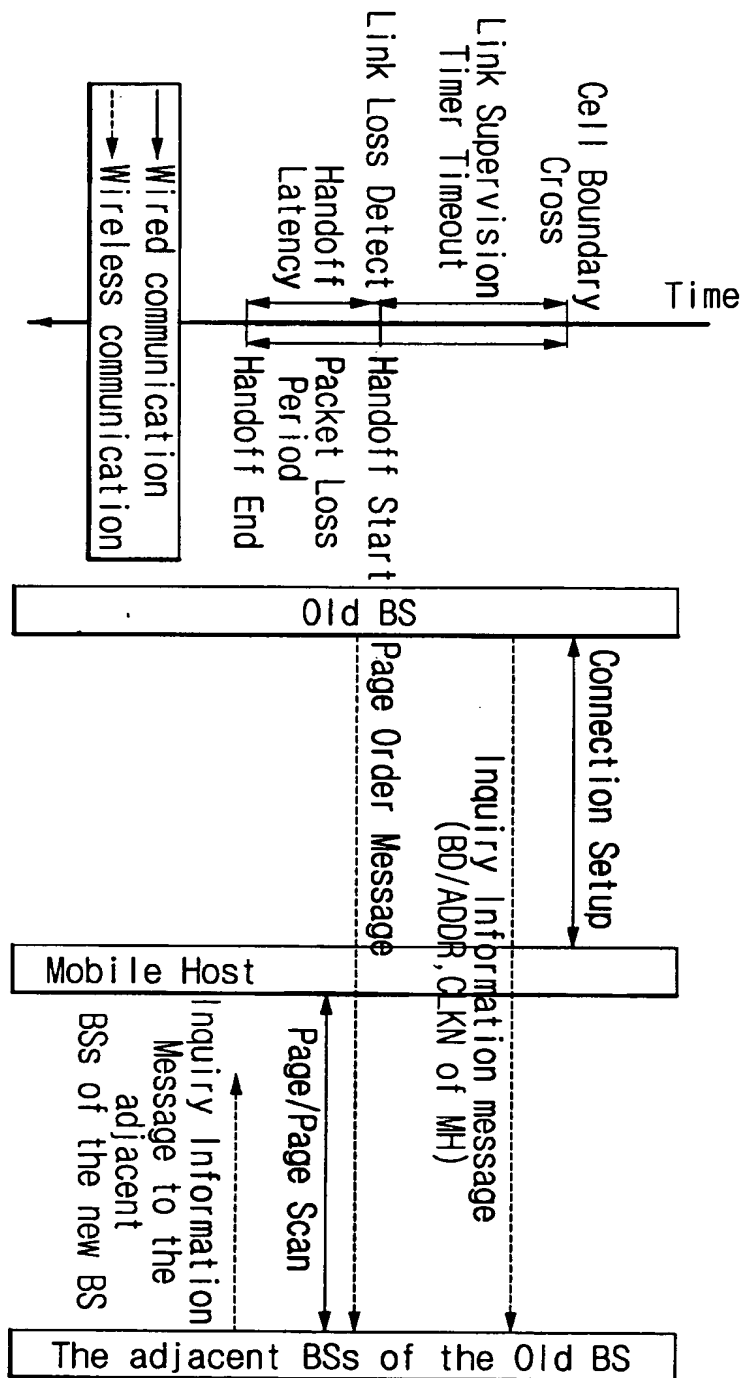 Time
Cell Boundary
Cross
Link Supervision
Timer Timeout
Link Loss Detect
Handoff
Latency
Handoff Start
Packet Loss
Period
Handoff End
Wired communication
Wireless communication
Old BS
Connection Setup
Inquiry Information message
(BD/ADDR,CLKN of MH)
Page Order Message
Mobile Host
Page/Page Scan
Inquiry Information
Message to the
adjacent
BSs of the new BS
The adjacent BSs of the Old BS